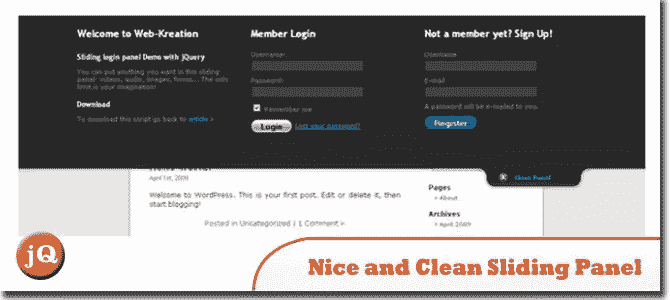 Welcome to Web-Kreation
Sliding login panel Demo with jQuery
You can put anything you want in this sliding
panel: videos, audio, images, forms... The only
limit is your imagination!
Download
To download this script go back to article »
Member Login
Username:
Password:
Remember me
Login
Lost your password?
Not a member yet? Sign Up!
Username
E-mail
A password will be e-mailed to you.
Register
Close Panel
April 1st, 2009
Welcome to WordPress. This is your first post. Edit or delete it, then
start blogging!
Posted in Uncategorized | 1 Comment »
Pages
» About
Archives
» April 2009
jQ
Nice and Clean Sliding Panel